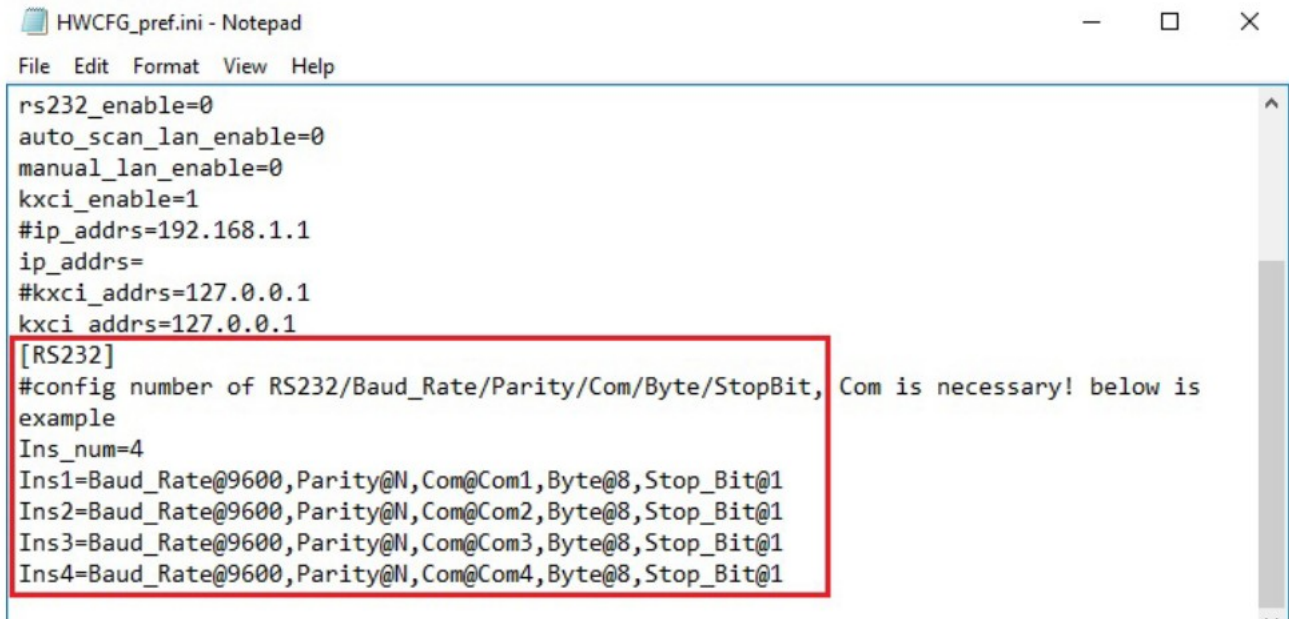 HWCFG_pref.ini - Notepad
File Edit Format View Help
rs232_enable=0
auto_scan_lan_enable=0
manual_lan_enable=0
kxci_enable=1
#ip_addrs=192.168.1.1
ip_addrs=
#kxci_addrs=127.0.0.1
kxci_addrs=127.0.0.1
[RS232]
#config number of RS232/Baud_Rate/Parity/Com/Byte/StopBit, Com is necessary! below is
example
Ins_num=4
Ins1=Baud_Rate@9600,Parity@N,Com@Com1,Byte@8,Stop_Bit@1
Ins2=Baud_Rate@9600,Parity@N,Com@Com2,Byte@8,Stop_Bit@1
Ins3=Baud_Rate@9600,Parity@N,Com@Com3,Byte@8,Stop_Bit@1
Ins4=Baud_Rate@9600,Parity@N,Com@Com4,Byte@8,Stop_Bit@1